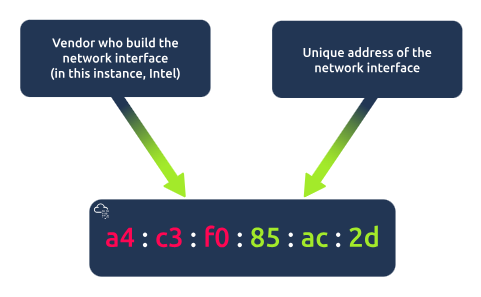 Vendor who build the
network interface
(in this instance, Intel)
Unique address of the
network interface
a4 : c3 : f0 : 85 : ac : 2d